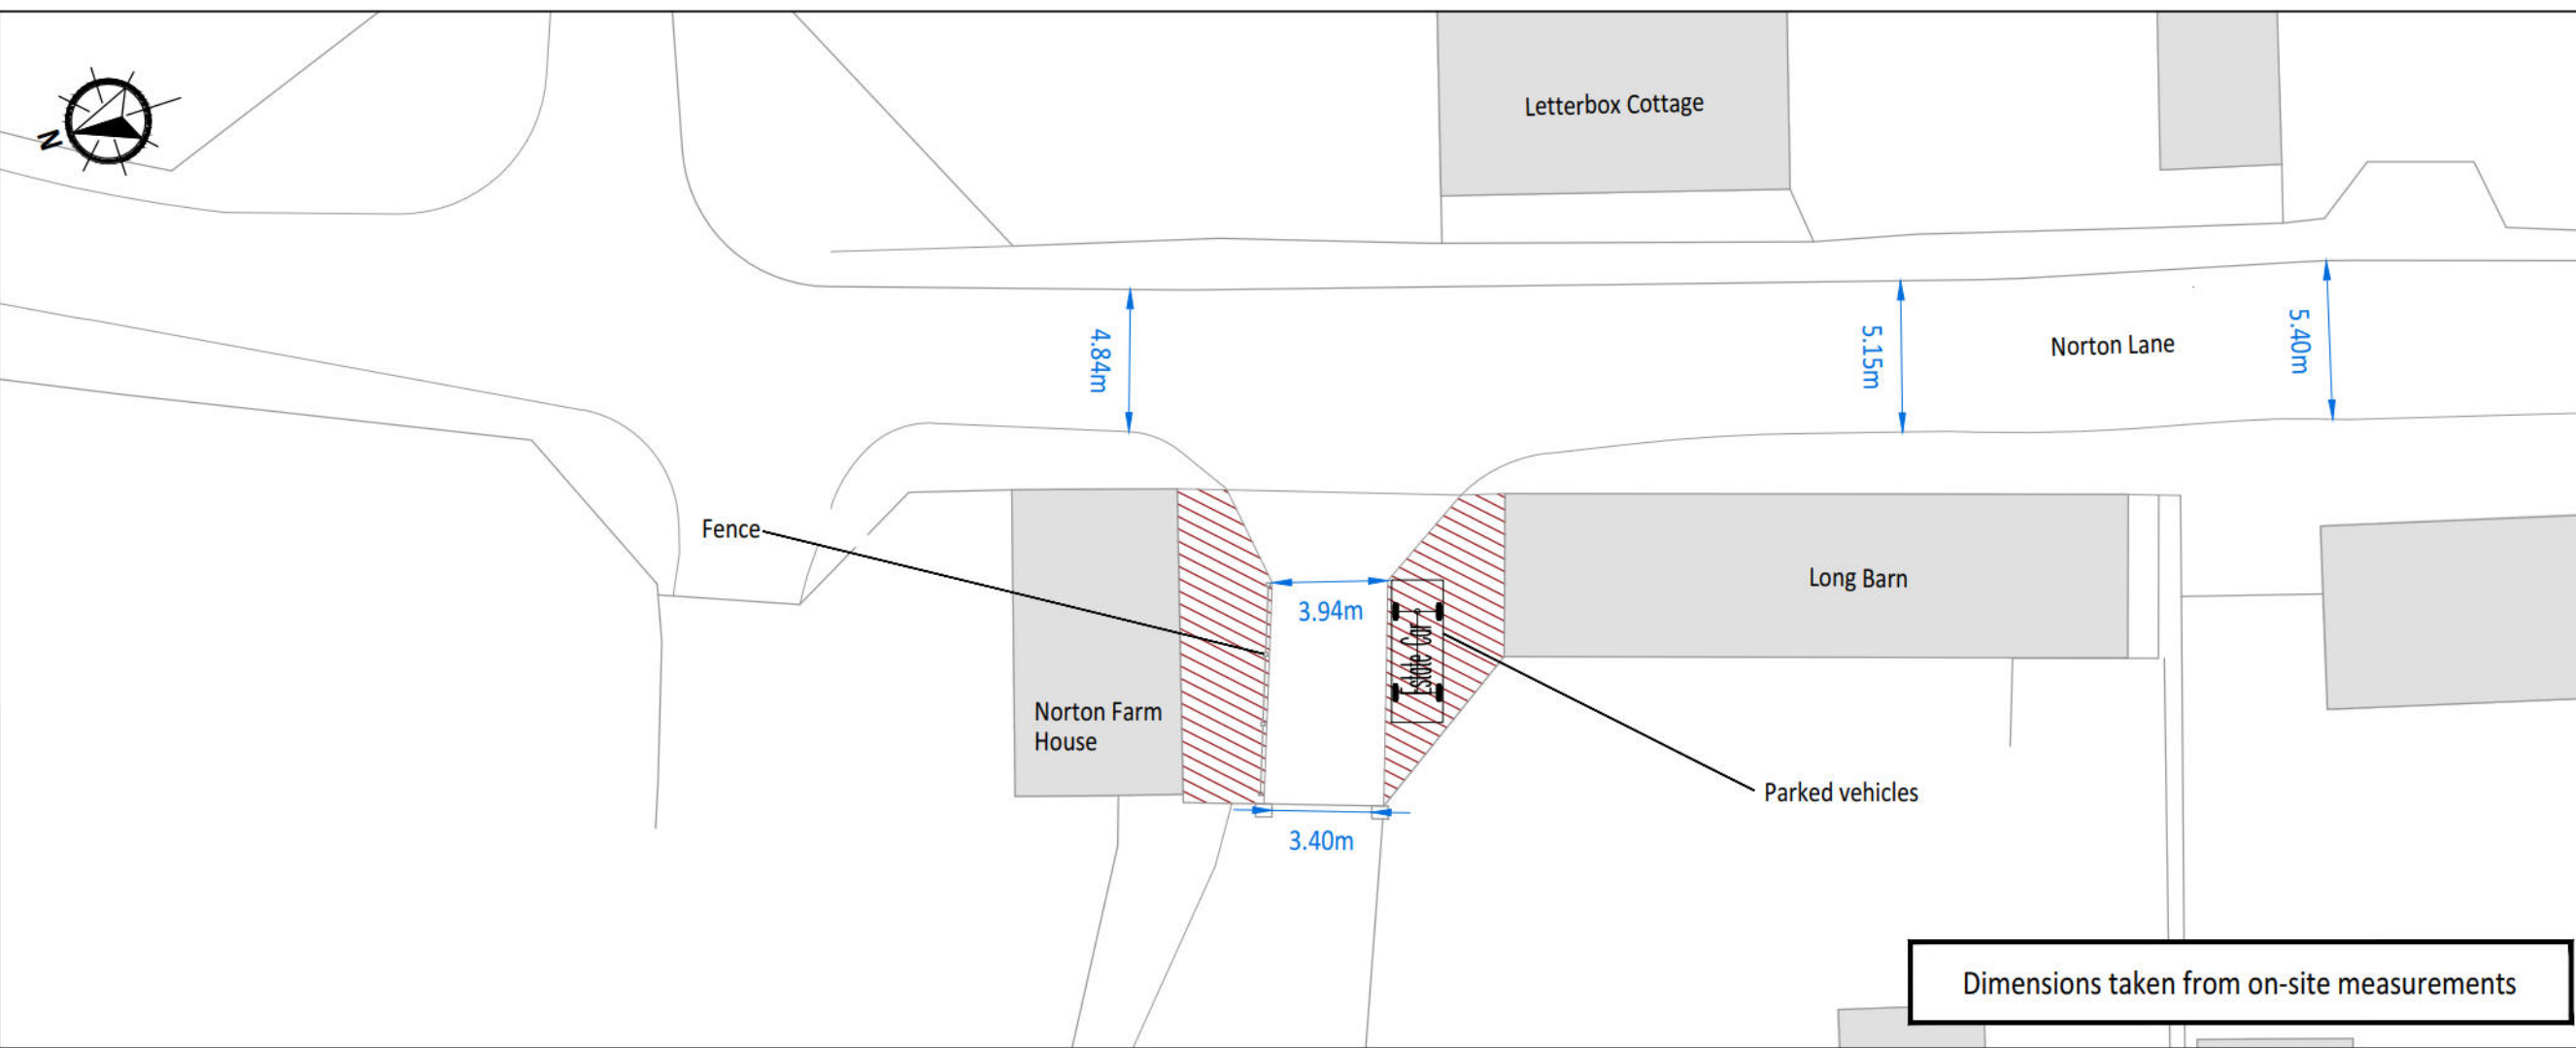 Letterbox Cottage
N
4.84m
5.15m
Norton Lane
5.40m
Fence
3.94m
Estate Car
Long Barn
Norton Farm
House
Parked vehicles
3.40m
Dimensions taken from on-site measurements